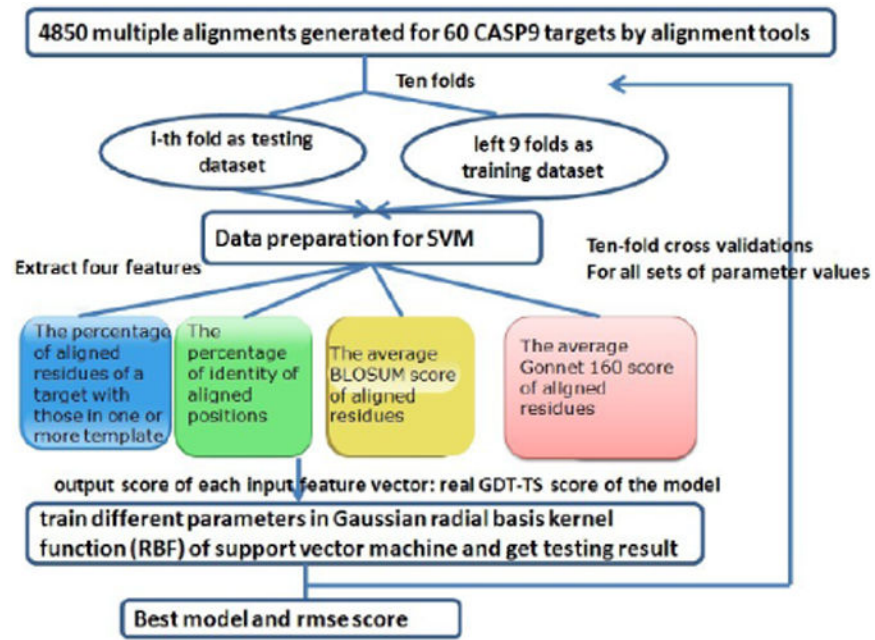 4850 multiple alignments generated for 60 CASP9 targets by alignment tools
Ten folds
i-th fold as testing
dataset
left 9 folds as
training dataset
Data preparation for SVM
Ten-fold cross validations
For all sets of parameter values
Extract four features
The percentage
of aligned
residues of a
target with
those in one or
more template
The
percentage
of identity of
aligned
positions
The average
BLOSUM score
of aligned
residues
The average
Gonnet 160 score
of aligned
residues
output score of each input feature vector: real GDT-TS score of the model
train different parameters in Gaussian radial basis kernel
function (RBF) of support vector machine and get testing result
Best model and rmse score